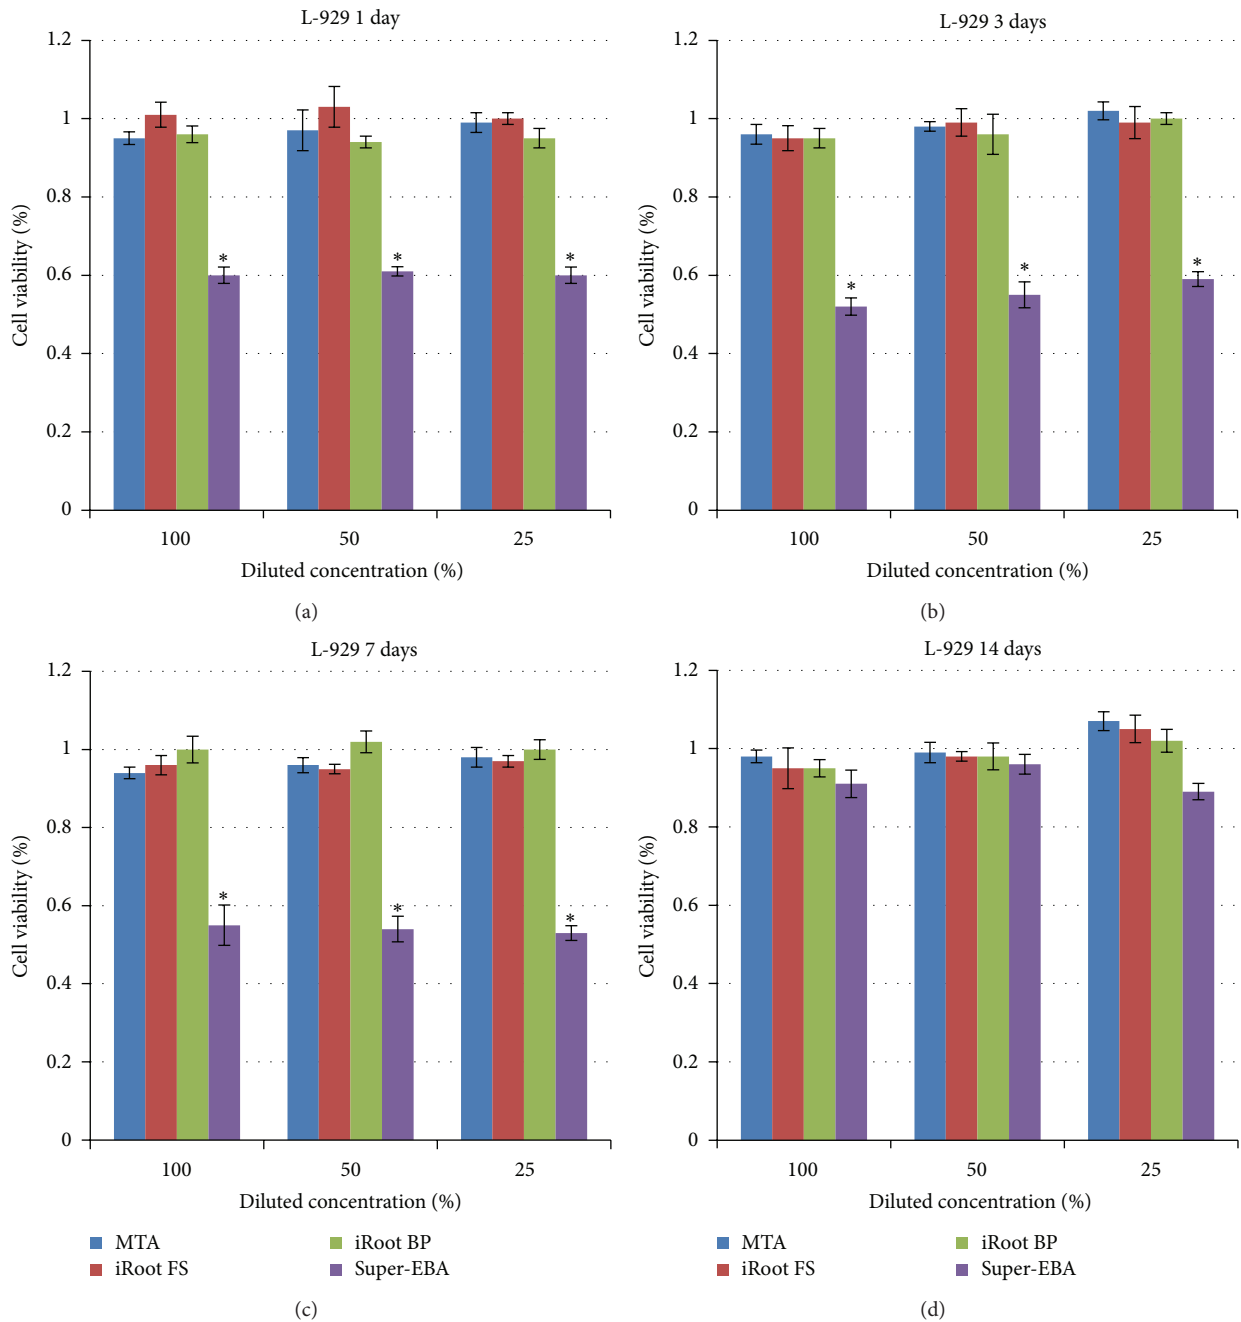 L-929 1 day
1.2
1
0.8
0.6
0.4
0.2
0
Cell viability (%)
* * *
100 50 25
Diluted concentration (%)
(a)
L-929 3 days
1.2
1
0.8
0.6
0.4
0.2
0
Cell viability (%)
* * *
100 50 25
Diluted concentration (%)
(b)
L-929 7 days
1.2
1
0.8
0.6
0.4
0.2
0
Cell viability (%)
* * *
100 50 25
Diluted concentration (%)
MTA iRoot BP
iRoot FS Super-EBA
(c)
L-929 14 days
1.2
1
0.8
0.6
0.4
0.2
0
Cell viability (%)
100 50 25
Diluted concentration (%)
MTA iRoot BP
iRoot FS Super-EBA
(d)